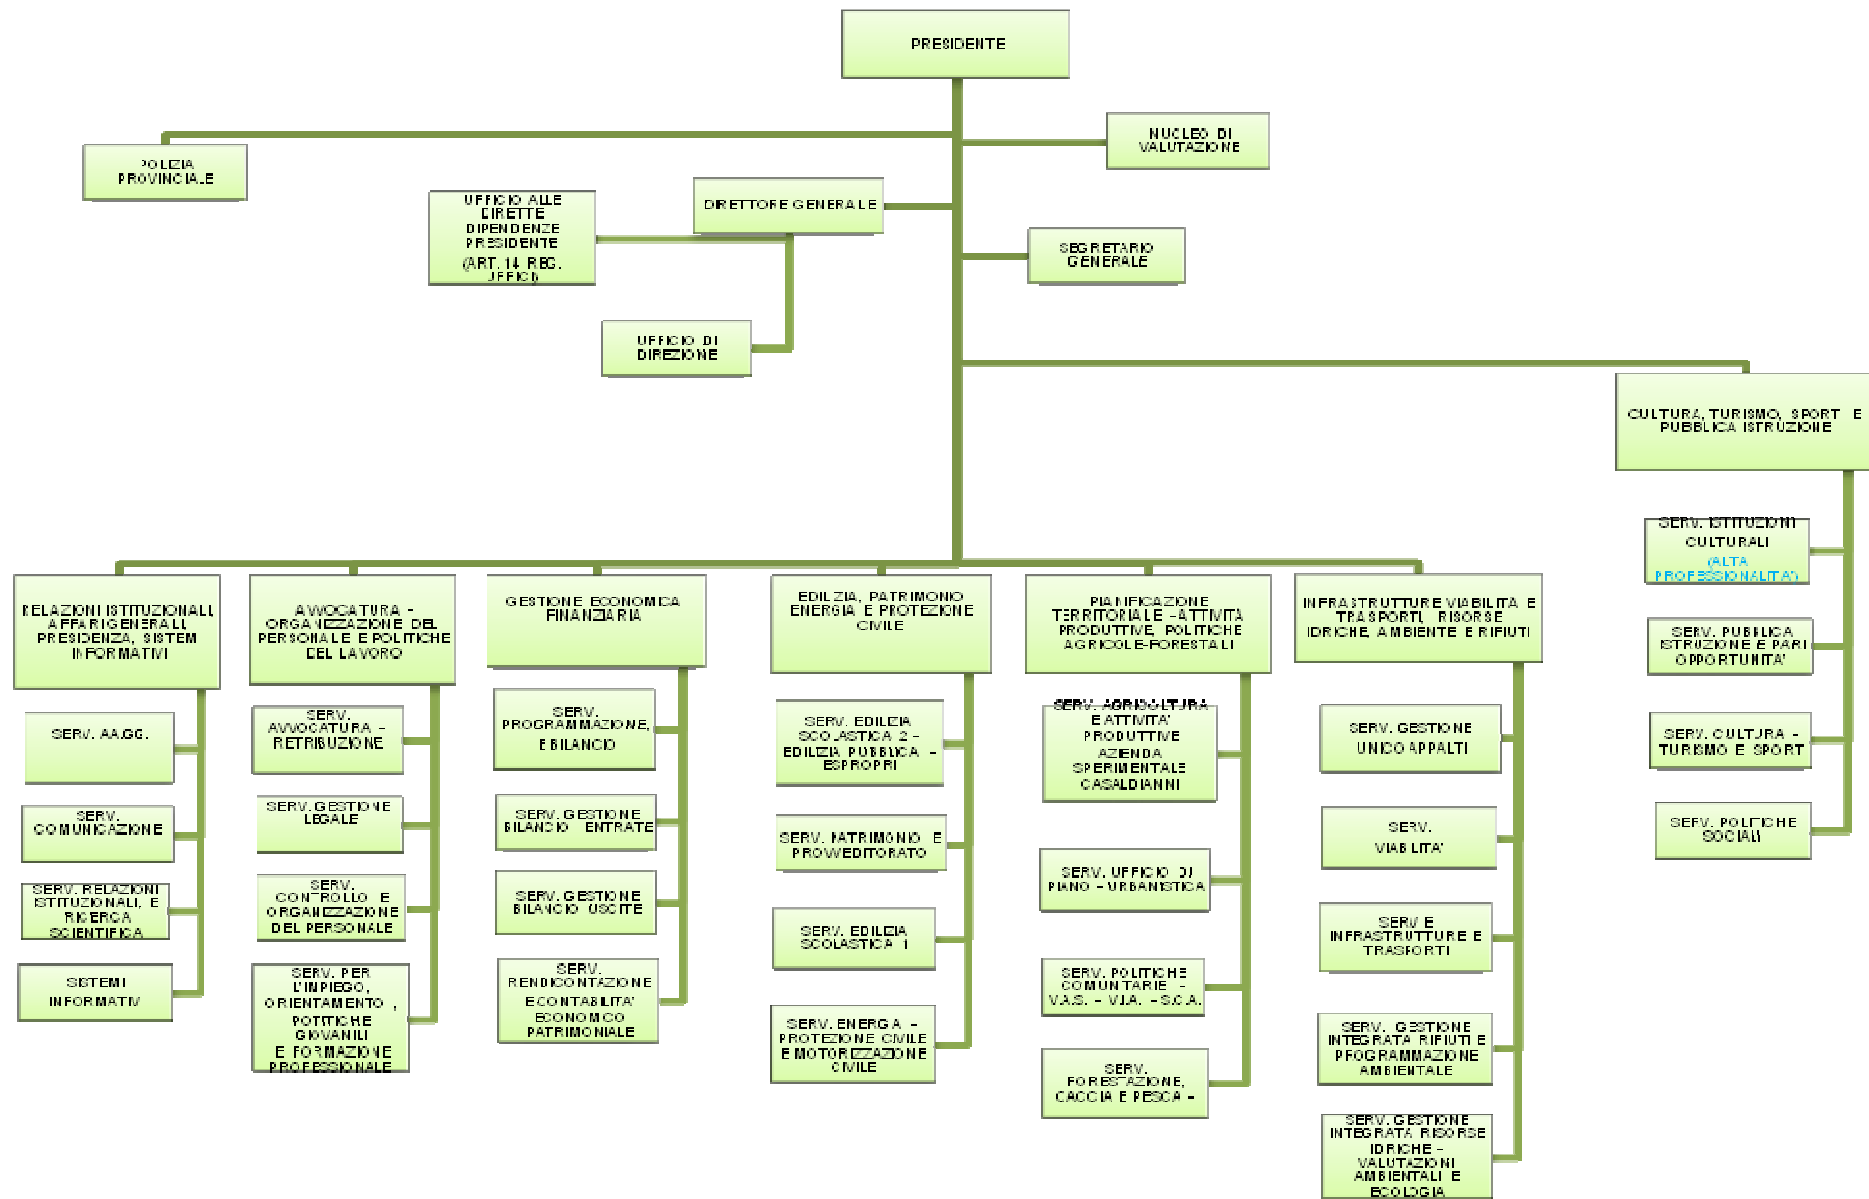 PRESIDENTE
NUCLEO DI
VALUTAZIONE
POLIZIA
PROVINCIALE
DIRETTORE GENERALE
UFFICIO ALLE
DIRETTE
DIPENDENZE
PRESIDENTE
(ART. 14 REG.
UFFICI)
SEGRETARIO
GENERALE
UFFICIO DI
DIREZIONE
CULTURA, TURISMO, SPORT E
PUBBLICA ISTRUZIONE
SERV. ISTITUZIONI
CULTURALI
(ALTA
PROFESSIONALITA')
SERV. PUBBLICA
ISTRUZIONE E PARI
OPPORTUNITA'
SERV. CULTURA –
TURISMO E SPORT
SERV. POLITICHE
SOCIALI
RELAZIONI ISTITUZIONALI,
AFFARI GENERALI,
PRESIDENZA, SISTEMI
INFORMATIVI
SERV. AA.GG.
SERV.
COMUNICAZIONE
SERV. RELAZIONI
ISTITUZIONALI, E
RICERCA
SCIENTIFICA
SISTEMI
INFORMATIVI
AVVOCATURA –
ORGANIZZAZIONE DEL
PERSONALE E POLITICHE
DEL LAVORO
SERV.
AVVOCATURA –
RETRIBUZIONE
SERV. GESTIONE
LEGALE
SERV.
CONTROLLO E
ORGANIZZAZIONE
DEL PERSONALE
SERV. PER
L'IMPIEGO,
ORIENTAMENTO ,
POTITICHE
GIOVANILI
E FORMAZIONE
PROFESSIONALE
GESTIONE ECONOMICA
FINANZIARIA
SERV.
PROGRAMMAZIONE,
E BILANCIO
SERV. GESTIONE
BILANCIO ENTRATE
SERV. GESTIONE
BILANCIO USCITE
SERV.
RENDICONTAZIONE
E CONTABILITA'
ECONOMICO
PATRIMONIALE
EDILZIA, PATRIMONIO
ENERGIA E PROTEZIONE
CIVILE
SERV. EDILIZIA
SCOLASTICA 2 –
EDILIZIA PUBBLICA –
ESPROPRI
SERV. PATRIMONIO E
PROVVEDITORATO
SERV. EDILIZIA
SCOLASTICA 1
SERV. ENERGIA –
PROTEZIONE CIVILE
E MOTORIZZAZIONE
CIVILE
PIANIFICAZIONE
TERRITORIALE –ATTIVITA
PRODUTTIVE, POLITICHE
AGRICOLE-FORESTALI
SERV. AGRICOLTURA
E ATTIVITA'
PRODUTTIVE
AZIENDA
SPERIMENTALE
CASALDIANNI
SERV. UFFICIO DI
PIANO – URBANISTICA
SERV. POLITICHE
COMUNITARIE –
V.A.S. – V.I.A. – S.C.A.
SERV.
FORESTAZIONE,
CACCIA E PESCA –
INFRASTRUTTURE VIABILITA E
TRASPORTI, RISORSE
IDRICHE, AMBIENTE E RIFIUTI
SERV. GESTIONE
UNICO APPALTI
SERV.
VIABILITA'
SERV E
INFRASTRUTTURE E
TRASPORTI
SERV. GESTIONE
INTEGRATA RIFIUTI E
PROGRAMMAZIONE
AMBIENTALE
SERV. GESTIONE
INTEGRATA RISORSE
IDRICHE –
VALUTAZIONI
AMBIENTALI E
ECOLOGIA